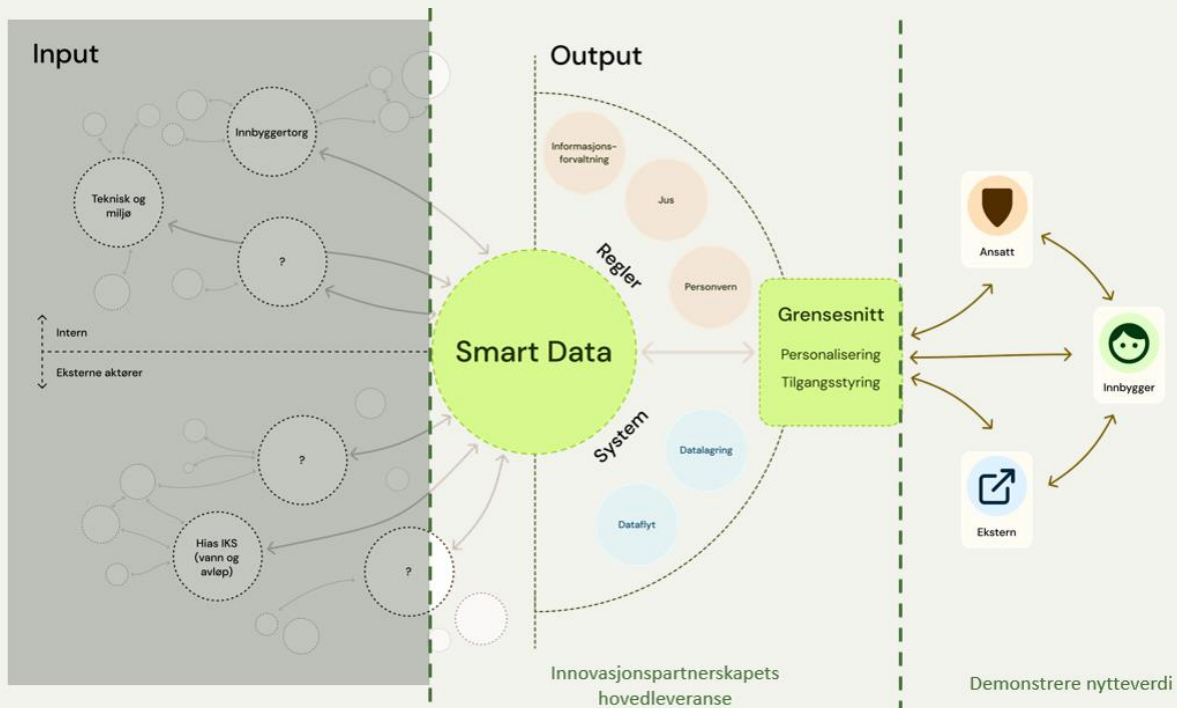 Input
Innbyggertorg
Teknisk og
miljø
?
Intern
Eksterne aktører
?
Hias IKS
(vann og
avløp)
?
Output
Informasjons-
forvaltning
Jus
Personvern
Regler
Smart Data
System
Datalagring
Dataflyt
Grensesnitt
Personalisering
Tilgangsstyring
Ansatt
Innbygger
Ekstern
Innovasjonspartnerskapets
hovedleveranse
Demonstrere nytteverdi